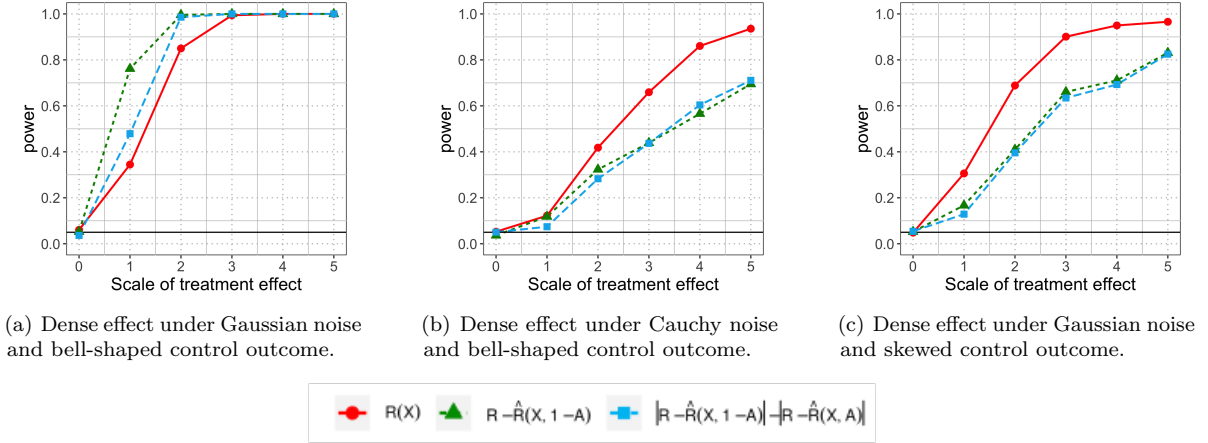 1.0
0.8
0.6
0.4
0.2
0.0
power
0 1 2 3 4 5
Scale of treatment effect
1.0
0.8
0.6
0.4
0.2
0.0
power
0 1 2 3 4 5
Scale of treatment effect
1.0
0.8
0.6
0.4
0.2
0.0
power
0 1 2 3 4 5
Scale of treatment effect
(a) Dense effect under Gaussian noise
and bell-shaped control outcome.
(b) Dense effect under Cauchy noise
and bell-shaped control outcome.
(c) Dense effect under Gaussian noise
and skewed control outcome.
R(X) R−R̂(X, 1−A) |R−R̂(X, 1−A)|−|R−R̂(X, A)|